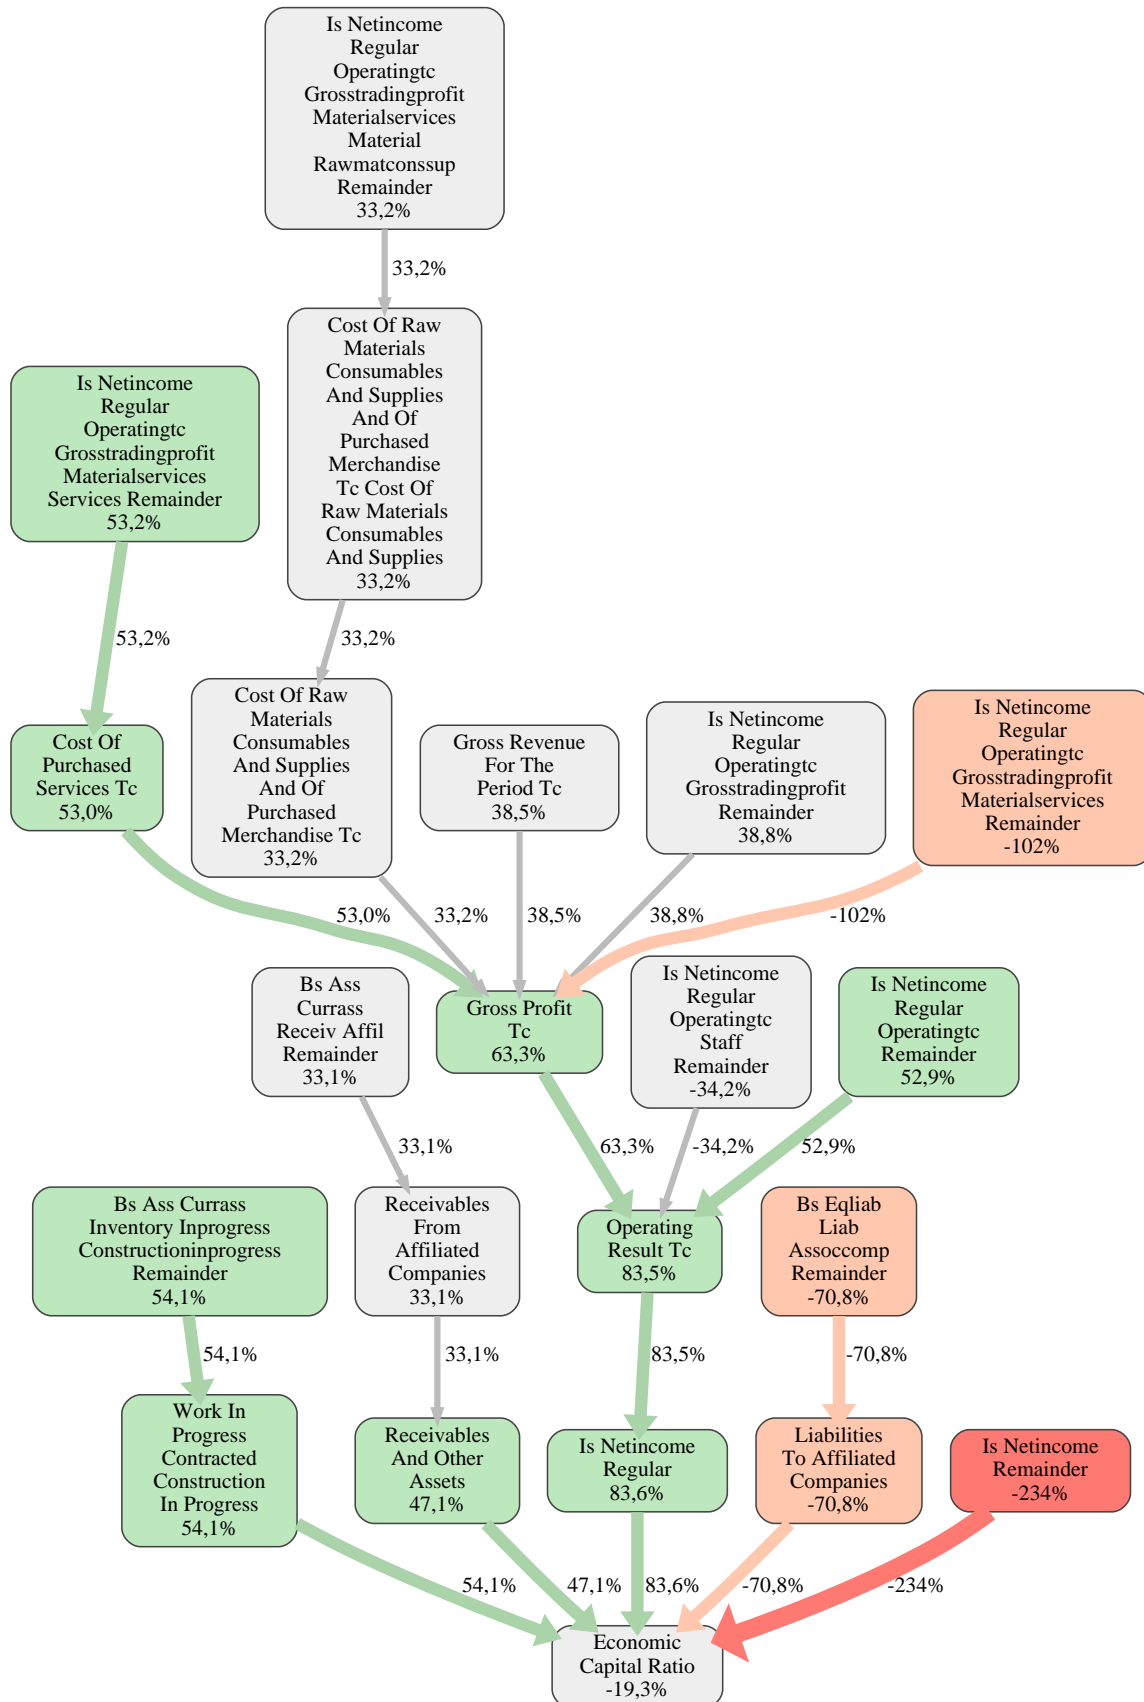 Is Netincome
Regular
Operatingtc
Grosstradingprofit
Materialservices
Material
Rawmatconssup
Remainder
33,2%
33,2%
Cost Of Raw
Materials
Consumables
And Supplies
And Of
Purchased
Merchandise
Tc Cost Of
Raw Materials
Consumables
And Supplies
33,2%
Is Netincome
Regular
Operatingtc
Grosstradingprofit
Materialservices
Services Remainder
53,2%
53,2%
33,2%
Cost Of
Purchased
Services Tc
53,0%
Cost Of Raw
Materials
Consumables
And Supplies
And Of
Purchased
Merchandise Tc
33,2%
Gross Revenue
For The
Period Tc
38,5%
Is Netincome
Regular
Operatingtc
Grosstradingprofit
Remainder
38,8%
Is Netincome
Regular
Operatingtc
Grosstradingprofit
Materialservices
Remainder
-102%
53,0%
33,2%
38,5%
38,8%
-102%
Bs Ass
Currass
Receiv Affil
Remainder
33,1%
Gross Profit
Tc
63,3%
Is Netincome
Regular
Operatingtc
Staff
Remainder
-34,2%
Is Netincome
Regular
Operatingtc
Remainder
52,9%
33,1%
63,3%
-34,2%
52,9%
Bs Ass Currass
Inventory Inprogress
Constructioninprogress
Remainder
54,1%
Receivables
From
Affiliated
Companies
33,1%
Operating
Result Tc
83,5%
Bs Eqliab
Liab
Assoccomp
Remainder
-70,8%
54,1%
33,1%
83,5%
-70,8%
Work In
Progress
Contracted
Construction
In Progress
54,1%
Receivables
And Other
Assets
47,1%
Is Netincome
Regular
83,6%
Liabilities
To Affiliated
Companies
-70,8%
Is Netincome
Remainder
-234%
54,1%
47,1%
83,6%
-70,8%
-234%
Economic
Capital Ratio
-19,3%